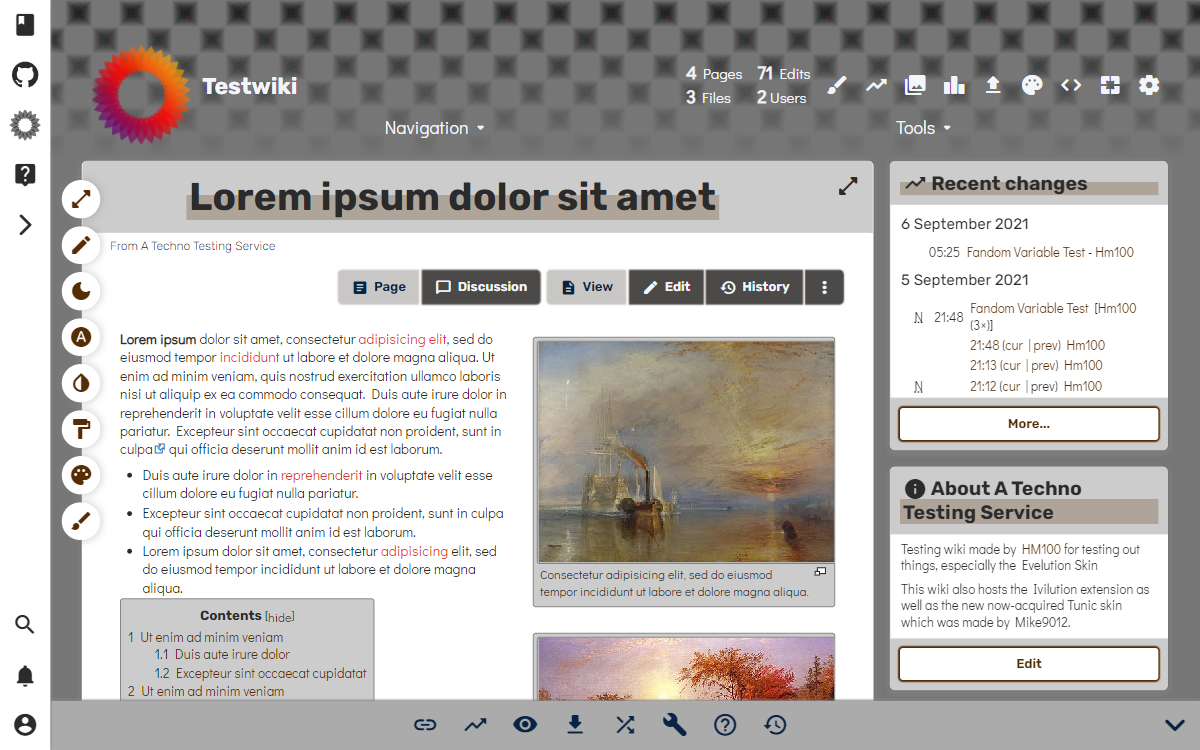 Testwiki
4 Pages 71 Edits
3 Files 2 Users
Navigation
Tools
Lorem ipsum dolor sit amet
From A Techno Testing Service
Page
Discussion
View
Edit
History
Lorem ipsum dolor sit amet, consectetur adipisicing elit, sed do
eiusmod tempor incididunt ut labore et dolore magna aliqua. Ut
enim ad minim veniam, quis nostrud exercitation ullamco laboris
nisi ut aliquip ex ea commodo consequat. Duis aute irure dolor in
reprehenderit in voluptate velit esse cillum dolore eu fugiat nulla
pariatur. Excepteur sint occaecat cupidatat non proident, sunt in
culpa qui officia deserunt mollit anim id est laborum.
Duis aute irure dolor in reprehenderit in voluptate velit esse
cillum dolore eu fugiat nulla pariatur.
Excepteur sint occaecat cupidatat non proident, sunt in culpa
qui officia deserunt mollit anim id est laborum.
Lorem ipsum dolor sit amet, consectetur adipisicing elit, sed
do eiusmod tempor incididunt ut labore et dolore magna
aliqua.
Contents [hide]
1 Ut enim ad minim veniam
1.1 Duis aute irure dolor
1.2 Excepteur sint occaecat cupidatat
2 Ut enim ad minim veniam
Consectetur adipisicing elit, sed do eiusmod
tempor incididunt ut labore et dolore magna aliqua.
Recent changes
6 September 2021
05:25 Fandom Variable Test - Hm100
5 September 2021
N 21:48 Fandom Variable Test [Hm100
(3×)]
21:48 (cur | prev) Hm100
21:13 (cur | prev) Hm100
N 21:12 (cur | prev) Hm100
More...
About A Techno
Testing Service
Testing wiki made by HM100 for testing out
things, especially the Evelution Skin
This wiki also hosts the Ivilution extension as
well as the new now-acquired Tunic skin
which was made by Mike9012.
Edit